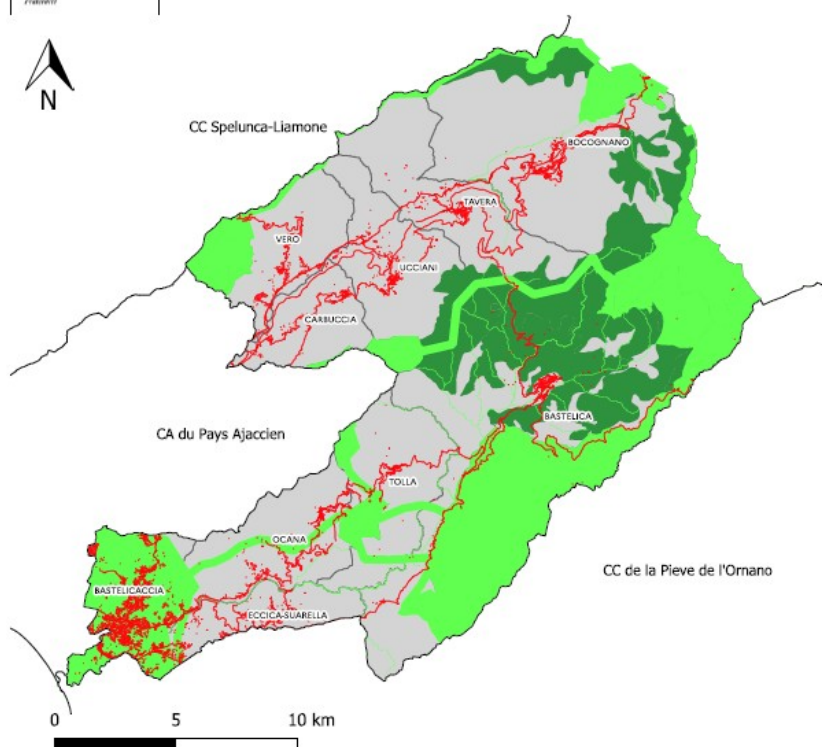 N
CC Spelunca-Liamone
BOCOGNANO
TAVERA
VERO
UCCIANI
CARBUCCIA
BASTELICA
CA du Pays Ajaccien
TOLLA
OCANA
CC de la Pieve de l'Ornano
BASTELICACCIA
ECCICA-SUARELLA
0 5 10 km